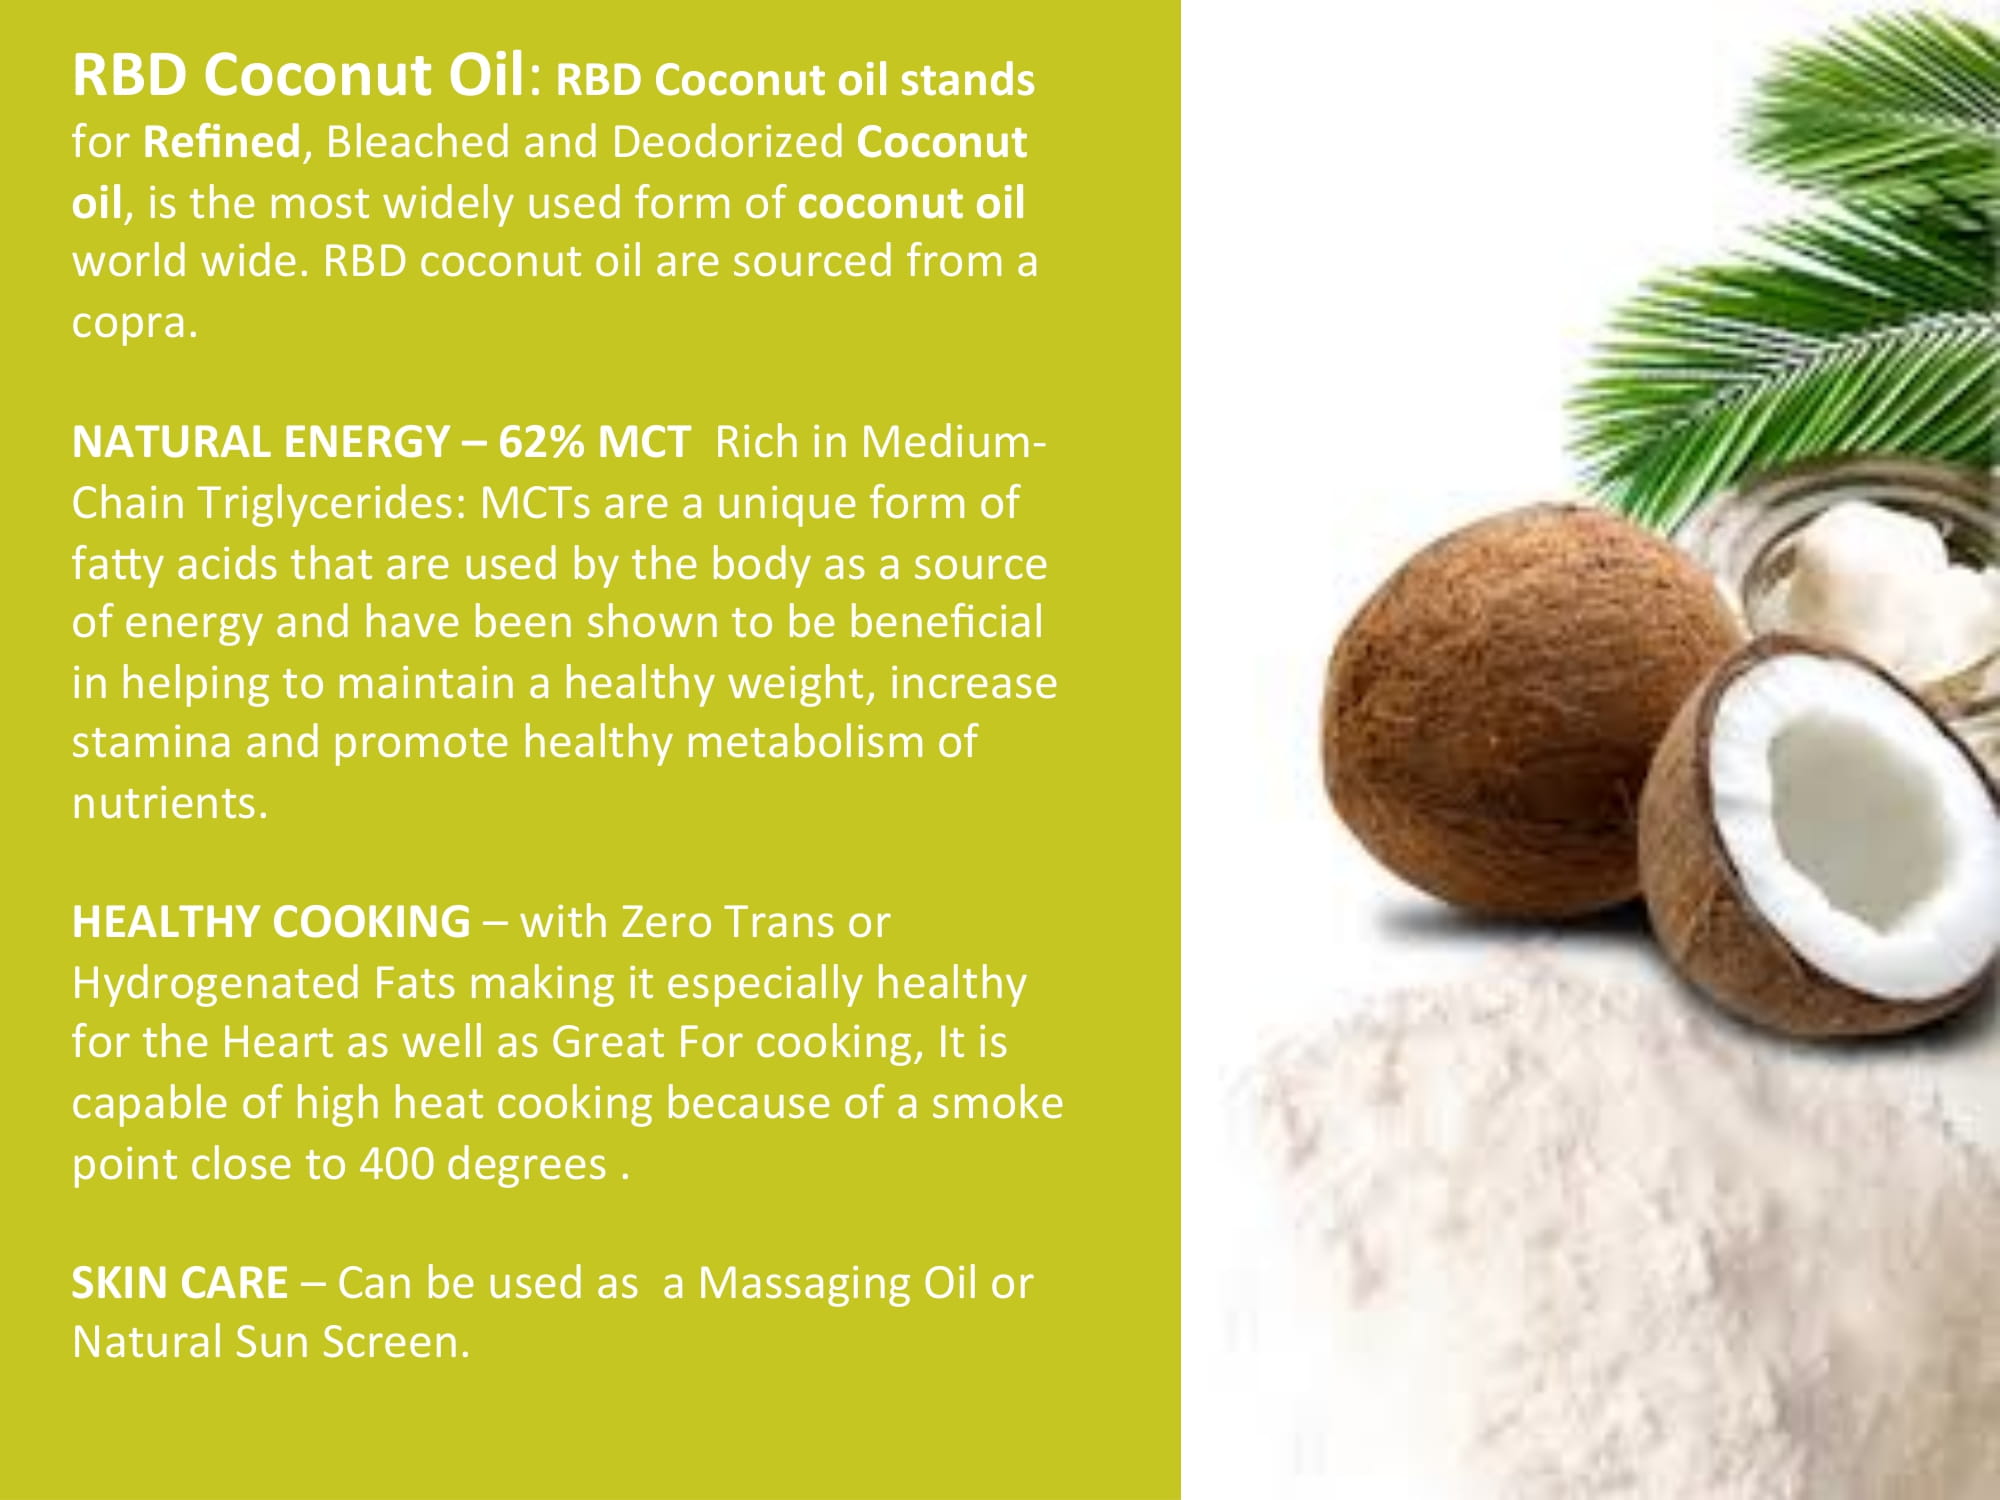 RBD Coconut Oil: RBD Coconut oil stands
for Refined, Bleached and Deodorized Coconut
oil, is the most widely used form of coconut oil
world wide. RBD coconut oil are sourced from a
copra.
NATURAL ENERGY – 62% MCT  Rich in Medium-
Chain Triglycerides: MCTs are a unique form of
fatty acids that are used by the body as a source
of energy and have been shown to be beneficial
in helping to maintain a healthy weight, increase
stamina and promote healthy metabolism of
nutrients.
HEALTHY COOKING – with Zero Trans or
Hydrogenated Fats making it especially healthy
for the Heart as well as Great For cooking, It is
capable of high heat cooking because of a smoke
point close to 400 degrees .
SKIN CARE – Can be used as  a Massaging Oil or
Natural Sun Screen.